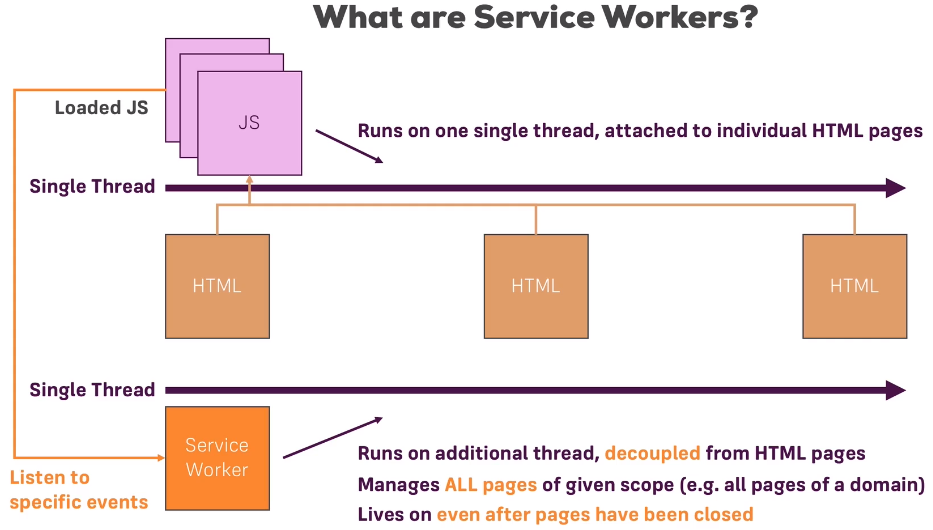 What are Service Workers?
Loaded JS
JS
Runs on one single thread, attached to individual HTML pages
Single Thread
HTML
HTML
HTML
Single Thread
Service
Worker
Listen to
specific events
Runs on additional thread, decoupled from HTML pages
Manages ALL pages of given scope (e.g. all pages of a domain)
Lives on even after pages have been closed